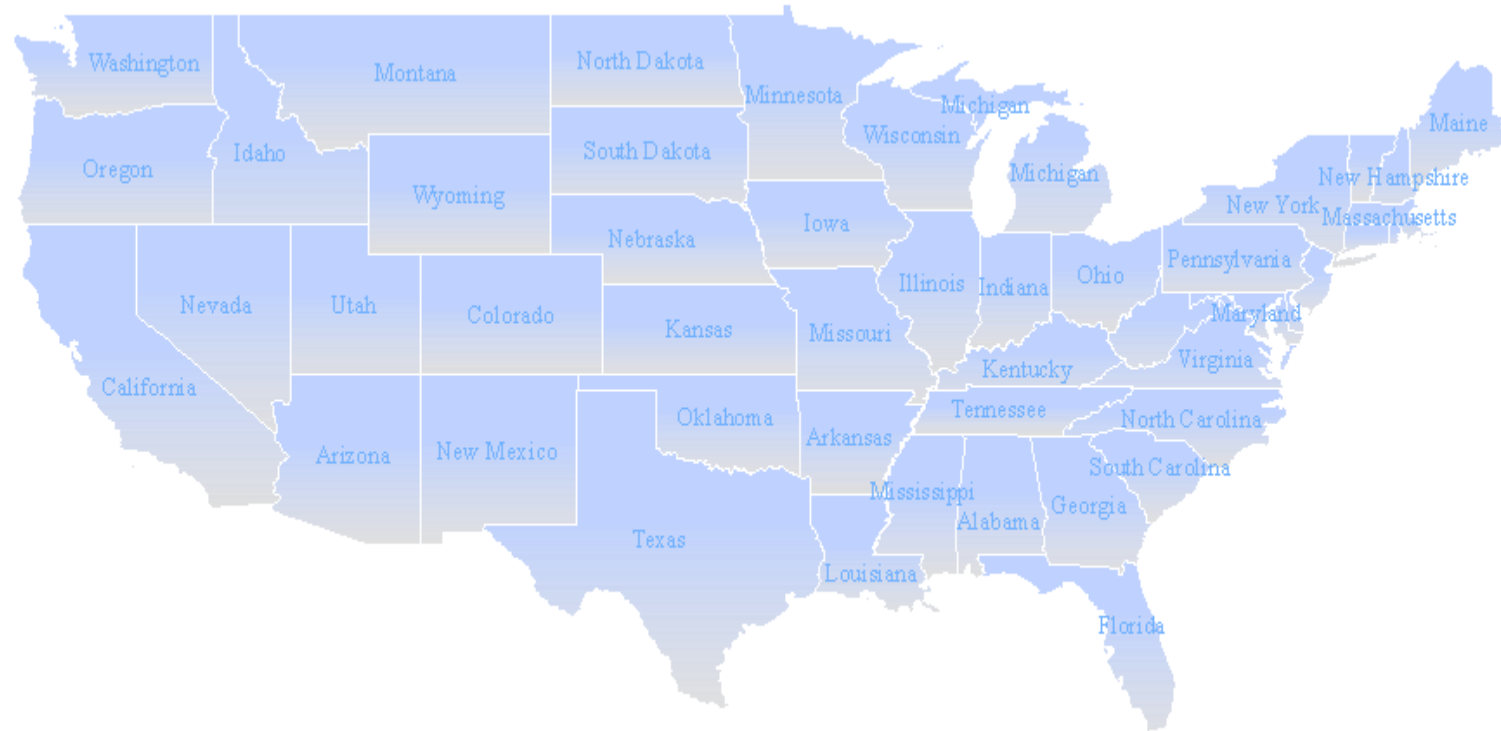 Washington
Montana
North Dakota
Minnesota
Michigan
Maine
Oregon
Idaho
Wyoming
South Dakota
Wisconsin
Michigan
New Hampshire
New York
Massachusetts
Nebraska
Iowa
Pennsylvania
Nevada
Utah
Colorado
Kansas
Missouri
Illinois
Indiana
Ohio
Maryland
California
Kentucky
Virginia
Arizona
New Mexico
Oklahoma
Arkansas
Tennessee
North Carolina
South Carolina
Texas
Mississippi
Alabama
Georgia
Louisiana
Florida